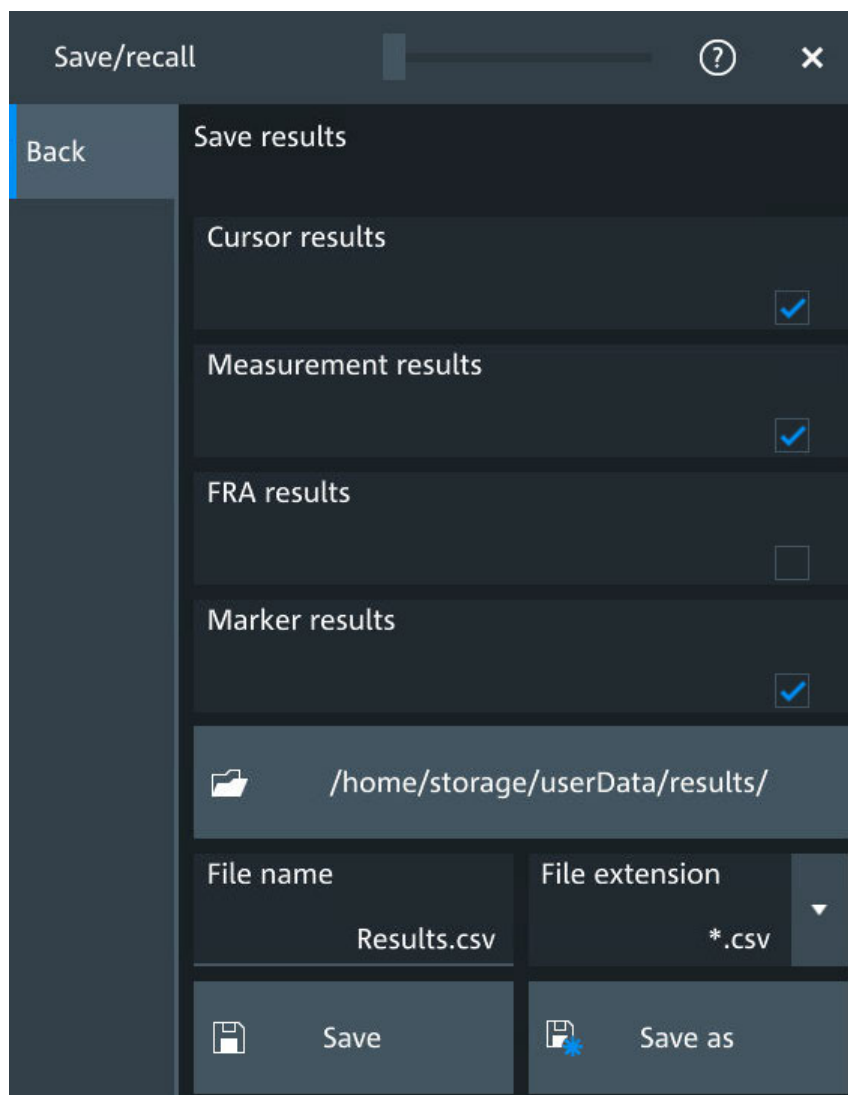 Save/recall
?
Back
Save results
Cursor results
Measurement results
FRA results
Marker results
/home/storage/userData/results/
File name
File extension
Results.csv
*.csv
Save
Save as